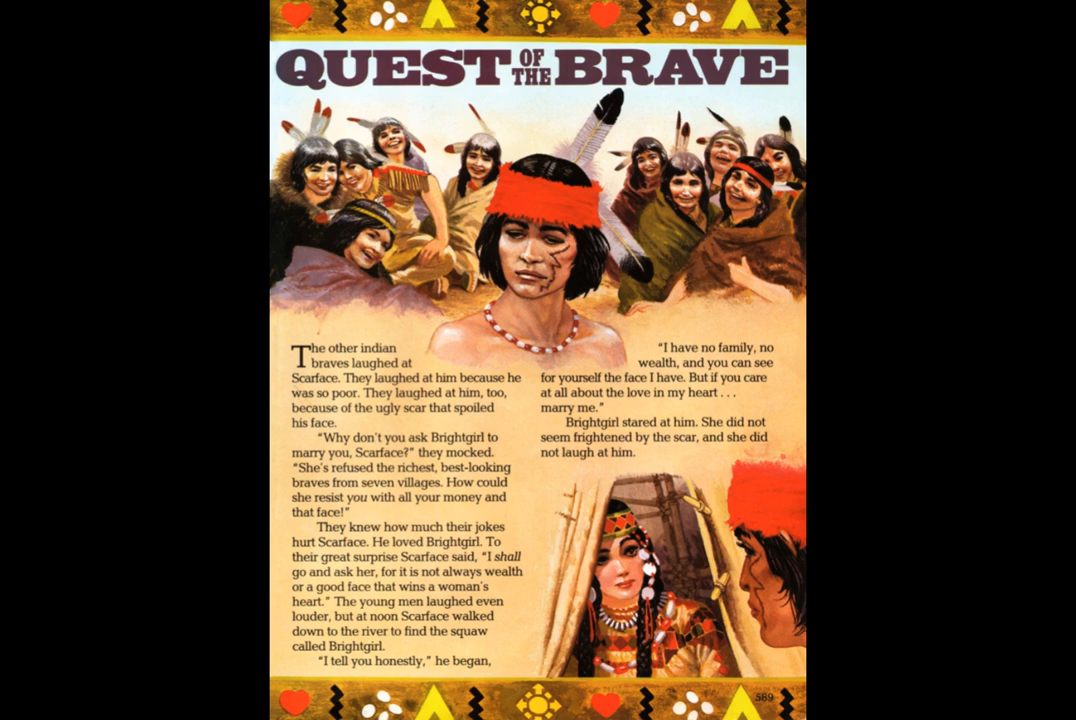 QUEST OF THE BRAVE
The other indian
braves laughed at
Scarface. They laughed at him because he
was so poor. They laughed at him, too,
because of the ugly scar that spoiled
his face.
“Why don't you ask Brightgirl to
marry you, Scarface?” they mocked.
“She's refused the richest, best-looking
braves from seven villages. How could
she resist you with all your money and
that face!”
They knew how much their jokes
hurt Scarface. He loved Brightgirl. To
their great surprise Scarface said, “I shall
go and ask her, for it is not always wealth
or a good face that wins a woman's
heart.” The young men laughed even
louder, but at noon Scarface walked
down to the river to find the squaw
called Brightgirl.
“I tell you honestly,” he began,
“I have no family, no
wealth, and you can see
for yourself the face I have. But if you care
at all about the love in my heart . . .
marry me.”
Brightgirl stared at him. She did not
seem frightened by the scar, and she did
not laugh at him.
589